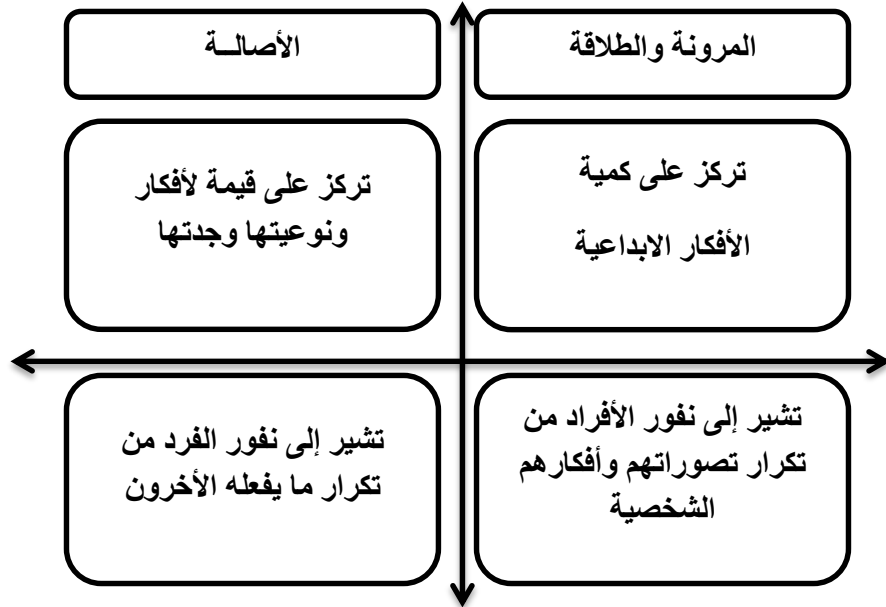 المرونة والطلاقة
الأصالــة
تركز على كمية
الأفكار الابداعية
تركز على قيمة لأفكار
ونوعيتها وجدتها
تشير إلى نفور الأفراد من
تكرار تصوراتهم وأفكارهم
الشخصية
تشير إلى نفور الفرد من
تكرار ما يفعله الأخرون